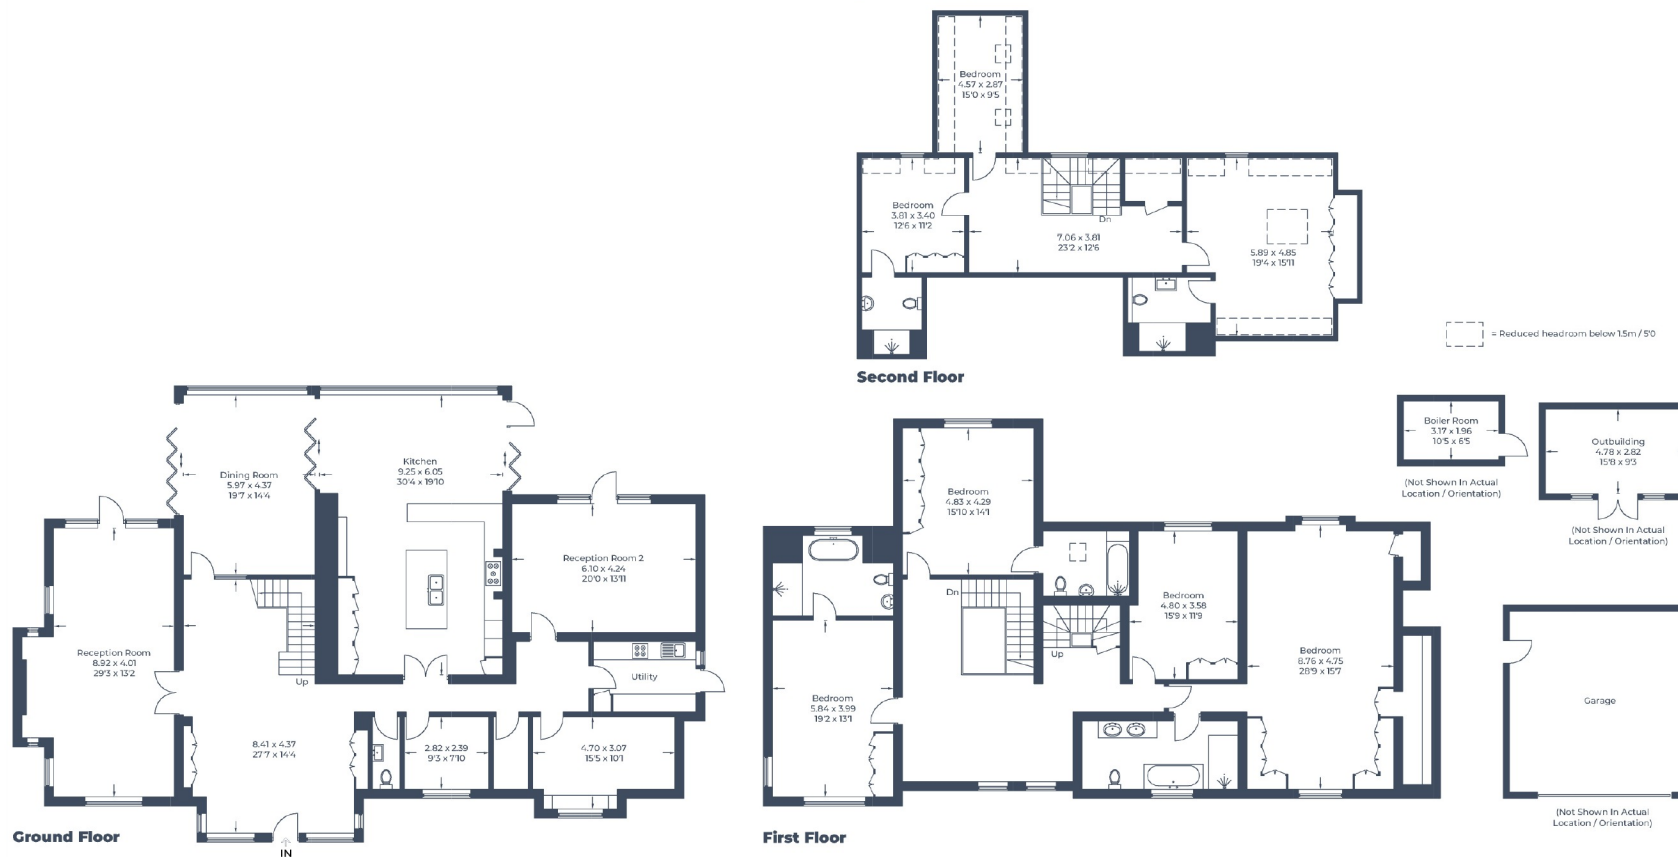 Bedroom
4.57 x 2.87
15'0 x 9'5
Bedroom
3.81 x 3.40
12'6 x 11'2
Dn
7.06 x 3.81
23'2 x 12'6
5.89 x 4.85
19'4 x 15'11
= Reduced headroom below 1.5m / 5'0
Second Floor
Dining Room
5.97 x 4.37
19'7 x 14'4
Kitchen
9.25 x 6.05
30'4 x 19'10
Reception Room 2
6.10 x 4.24
20'0 x 13'11
Reception Room
8.92 x 4.01
29'3 x 13'2
Up
Utility
8.41 x 4.37
27'7 x 14'4
2.82 x 2.39
9'3 x 7'10
4.70 x 3.07
15'5 x 10'1
Ground Floor
IN
Bedroom
4.83 x 4.29
15'10 x 14'1
Dn
Up
Bedroom
4.80 x 3.58
15'9 x 11'9
Bedroom
8.76 x 4.75
28'9 x 15'7
Bedroom
5.84 x 3.99
19'2 x 13'1
First Floor
Boiler Room
3.17 x 1.96
10'5 x 6'5
(Not Shown In Actual
Location / Orientation)
Outbuilding
4.78 x 2.82
15'8 x 9'3
(Not Shown In Actual
Location / Orientation)
Garage
(Not Shown In Actual
Location / Orientation)